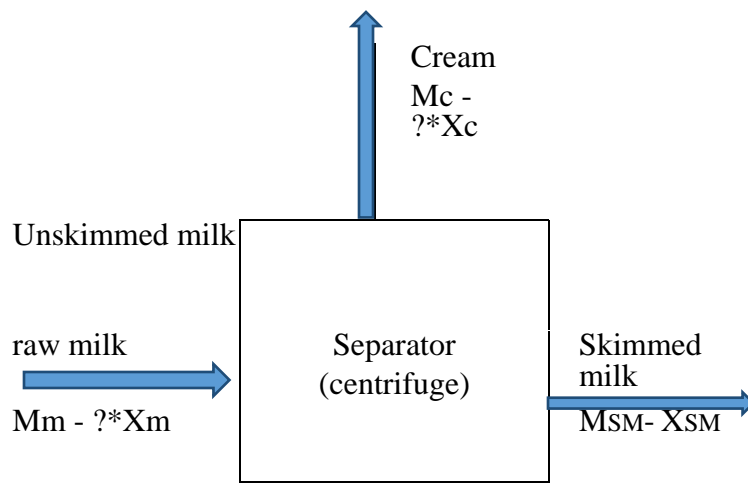 Cream
Mc -
?*Xc
Unskimmed milk
raw milk
Mm - ?*Xm
Separator
(centrifuge)
Skimmed
milk
MSM- XSM